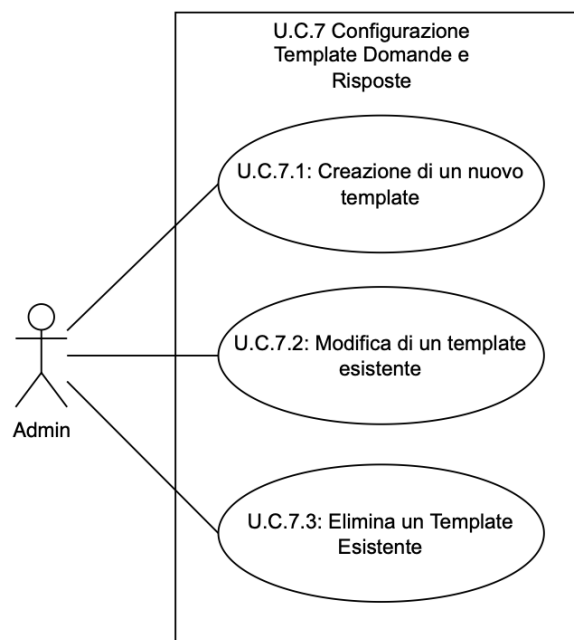 U.C.7 Configurazione
Template Domande e
Risposte
U.C.7.1: Creazione di un nuovo
template
U.C.7.2: Modifica di un template
esistente
Admin
U.C.7.3: Elimina un Template
Esistente